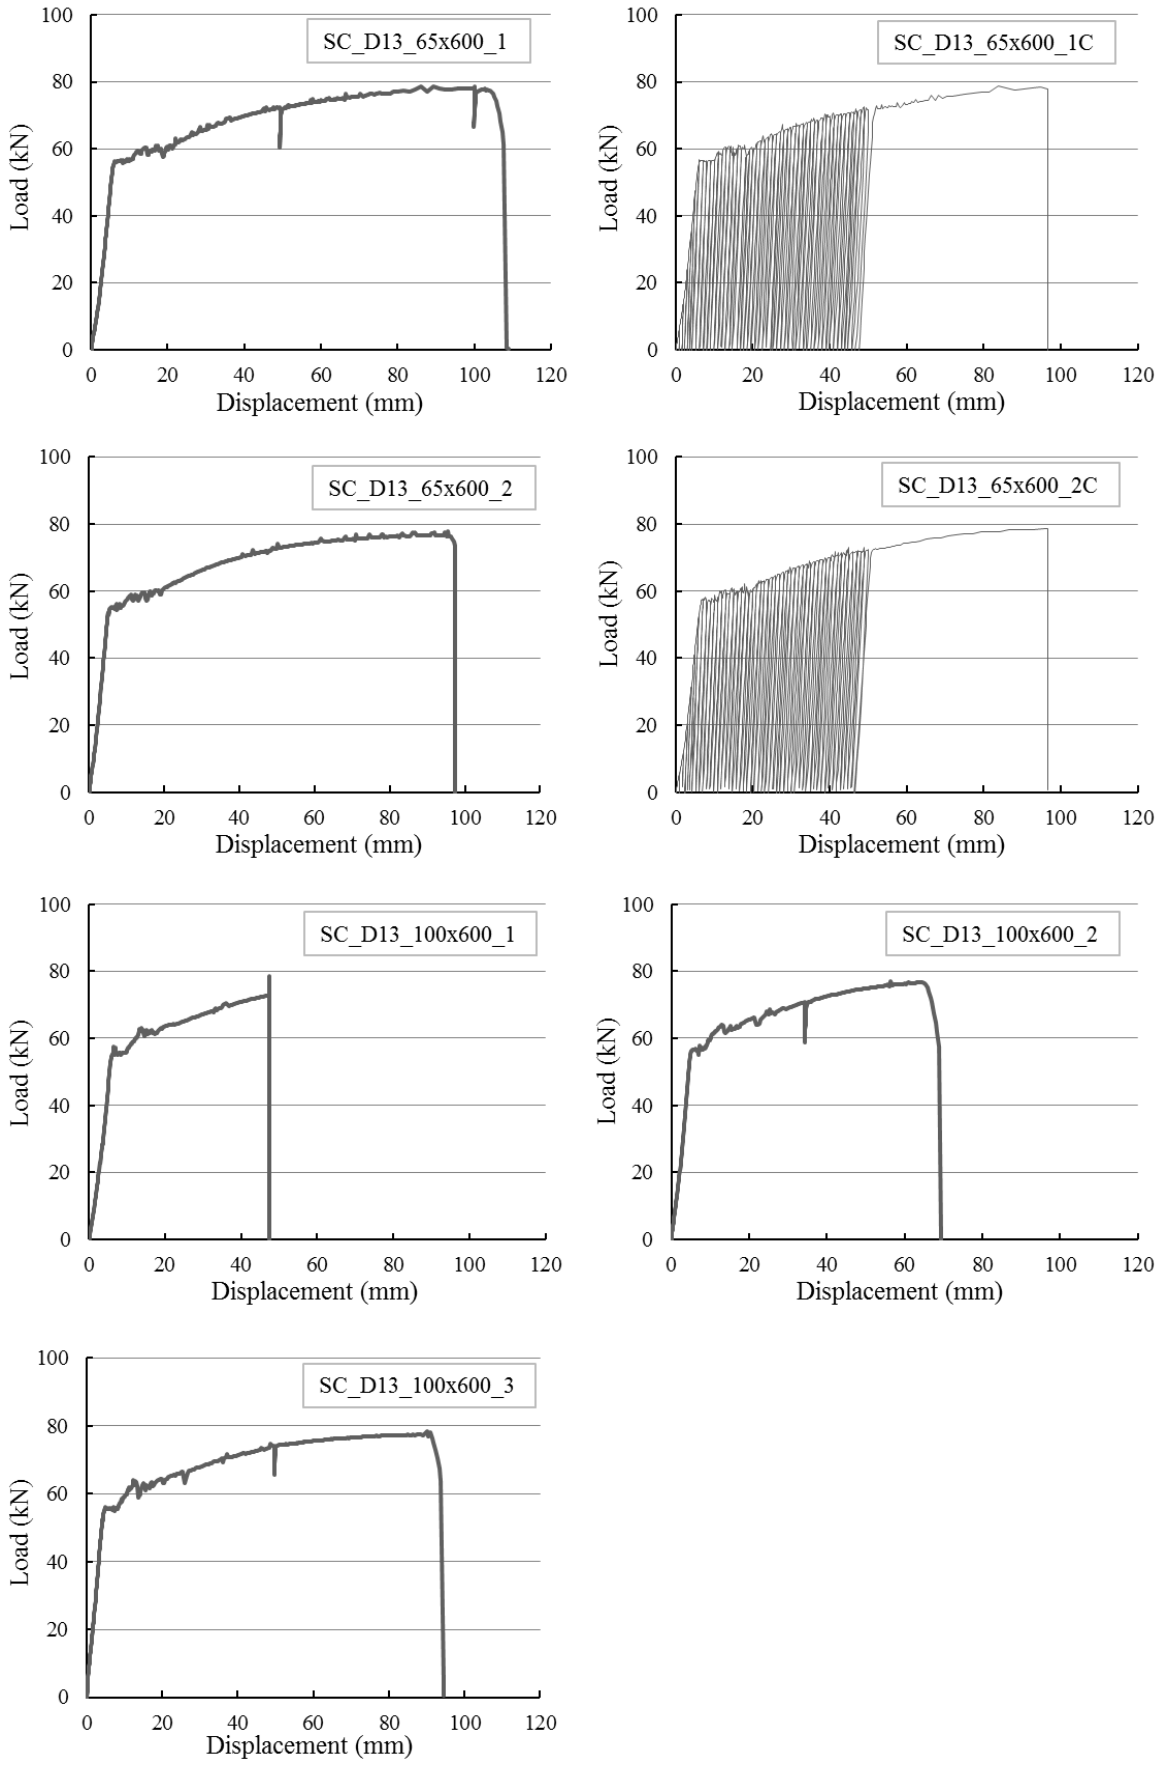 SC_D13_65x600_1
100
80
60
40
20
0
Load (kN)
0 20 40 60 80 100 120
Displacement (mm)
SC_D13_65x600_1C
100
80
60
40
20
0
Load (kN)
0 20 40 60 80 100 120
Displacement (mm)
SC_D13_65x600_2
100
80
60
40
20
0
Load (kN)
0 20 40 60 80 100 120
Displacement (mm)
SC_D13_65x600_2C
100
80
60
40
20
0
Load (kN)
0 20 40 60 80 100 120
Displacement (mm)
SC_D13_100x600_1
100
80
60
40
20
0
Load (kN)
0 20 40 60 80 100 120
Displacement (mm)
SC_D13_100x600_2
100
80
60
40
20
0
Load (kN)
0 20 40 60 80 100 120
Displacement (mm)
SC_D13_100x600_3
100
80
60
40
20
0
Load (kN)
0 20 40 60 80 100 120
Displacement (mm)